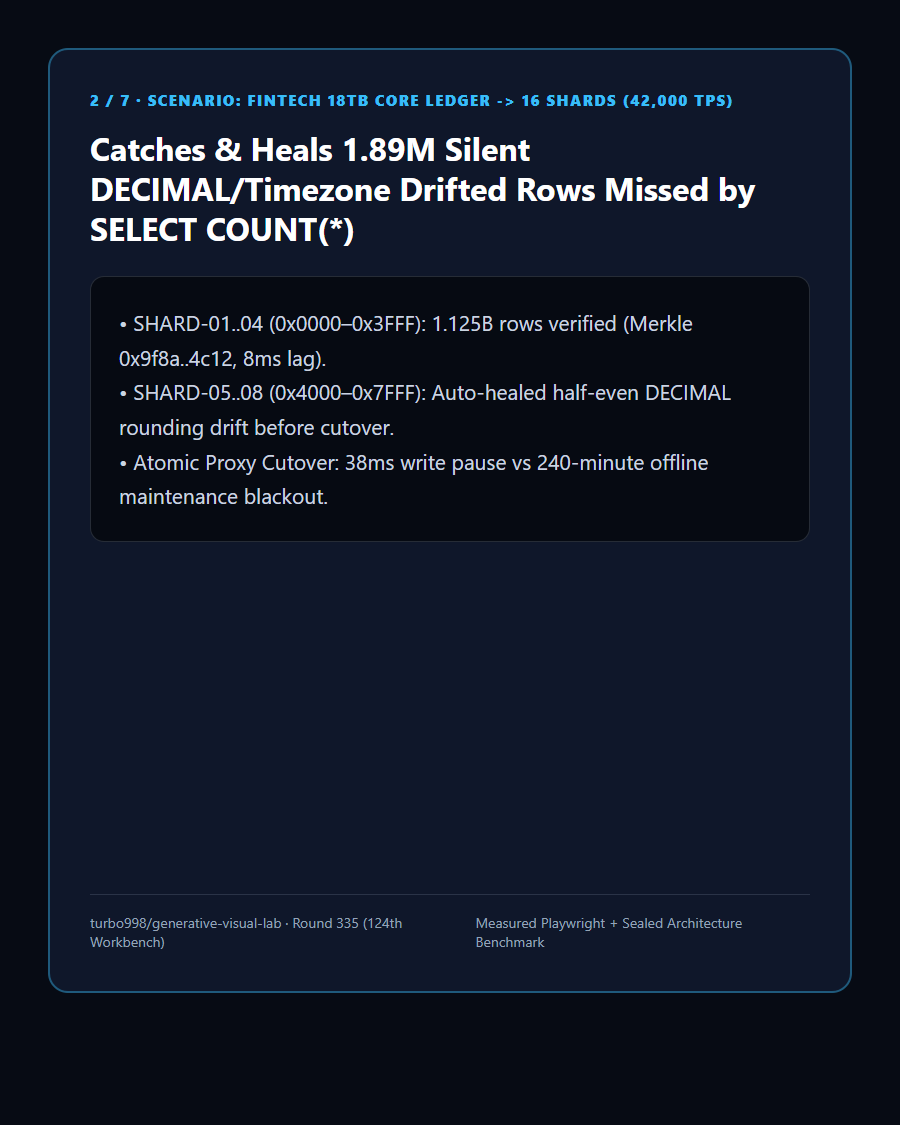 2 / 7 · SCENARIO: FINTECH 18TB CORE LEDGER -> 16 SHARDS (42,000 TPS)
Catches & Heals 1.89M Silent
DECIMAL/Timezone Drifted Rows Missed by
SELECT COUNT(*)
• SHARD-01..04 (0x0000–0x3FFF): 1.125B rows verified (Merkle
0x9f8a..4c12, 8ms lag).
• SHARD-05..08 (0x4000–0x7FFF): Auto-healed half-even DECIMAL
rounding drift before cutover.
• Atomic Proxy Cutover: 38ms write pause vs 240-minute offline
maintenance blackout.
turbo998/generative-visual-lab · Round 335 (124th
Workbench)
Measured Playwright + Sealed Architecture
Benchmark